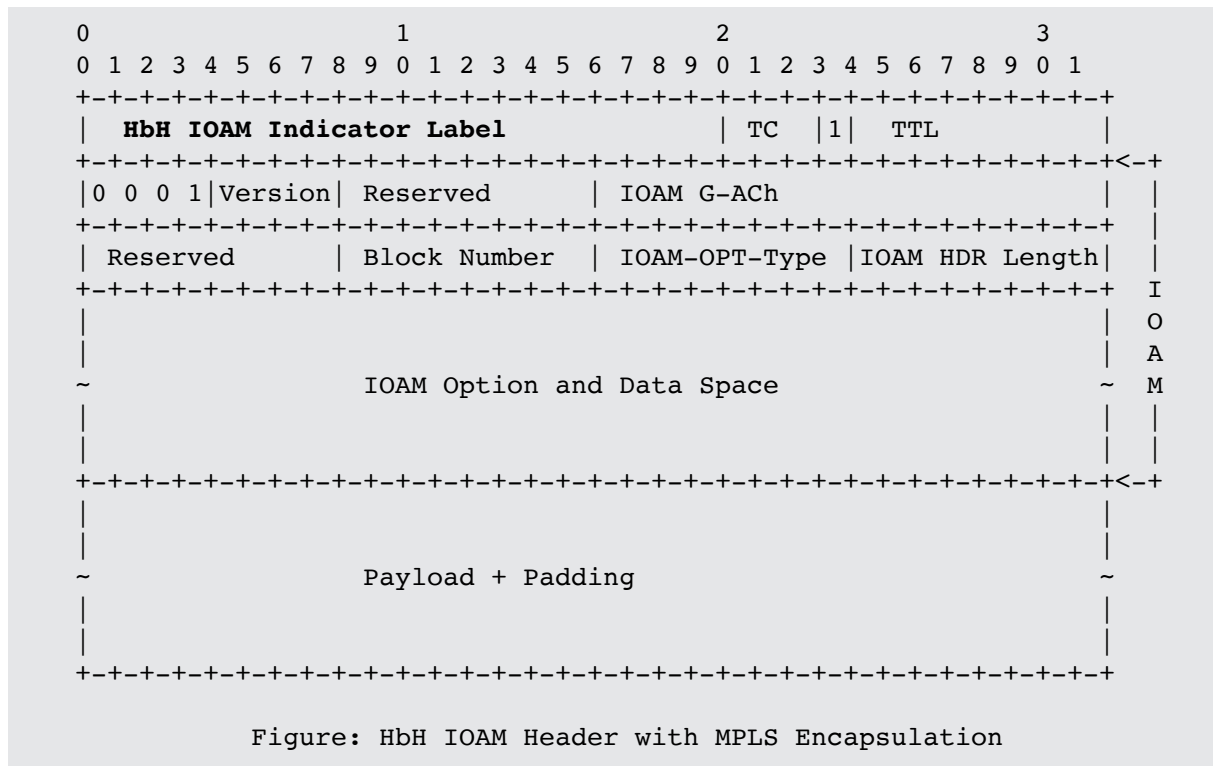 0                   1                   2                   3
0 1 2 3 4 5 6 7 8 9 0 1 2 3 4 5 6 7 8 9 0 1 2 3 4 5 6 7 8 9 0 1
+-+-+-+-+-+-+-+-+-+-+-+-+-+-+-+-+-+-+-+-+-+-+-+-+-+-+-+-+-+-+-+-+
|  HbH IOAM Indicator Label             | TC  |1|  TTL          |
+-+-+-+-+-+-+-+-+-+-+-+-+-+-+-+-+-+-+-+-+-+-+-+-+-+-+-+-+-+-+-+-+<-+
|0 0 0 1|Version| Reserved      | IOAM G-ACh                    |  |
+-+-+-+-+-+-+-+-+-+-+-+-+-+-+-+-+-+-+-+-+-+-+-+-+-+-+-+-+-+-+-+-+  |
| Reserved      | Block Number  | IOAM-OPT-Type |IOAM HDR Length|  |
+-+-+-+-+-+-+-+-+-+-+-+-+-+-+-+-+-+-+-+-+-+-+-+-+-+-+-+-+-+-+-+-+  I
|                                                               |  O
|                                                               |  A
~                 IOAM Option and Data Space                    ~  M
|                                                               |  |
|                                                               |  |
+-+-+-+-+-+-+-+-+-+-+-+-+-+-+-+-+-+-+-+-+-+-+-+-+-+-+-+-+-+-+-+-+<-+
|                                                               |
|                                                               |
~                 Payload + Padding                             ~
|                                                               |
|                                                               |
+-+-+-+-+-+-+-+-+-+-+-+-+-+-+-+-+-+-+-+-+-+-+-+-+-+-+-+-+-+-+-+-+
Figure: HbH IOAM Header with MPLS Encapsulation